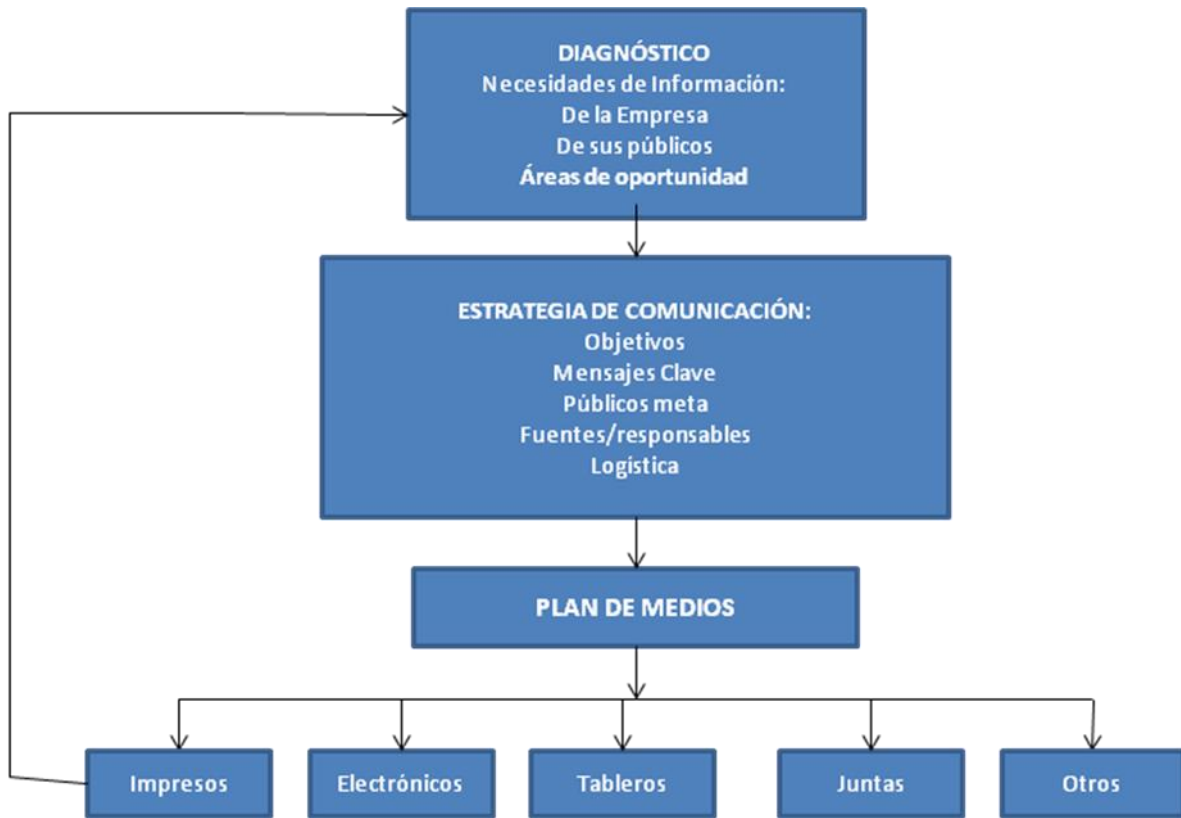 DIAGNÓSTICO
Necesidades de Información:
De la Empresa
De sus públicos
Áreas de oportunidad
ESTRATEGIA DE COMUNICACIÓN:
Objetivos
Mensajes Clave
Públicos meta
Fuentes/responsables
Logística
PLAN DE MEDIOS
Impresos
Electrónicos
Tableros
Juntas
Otros